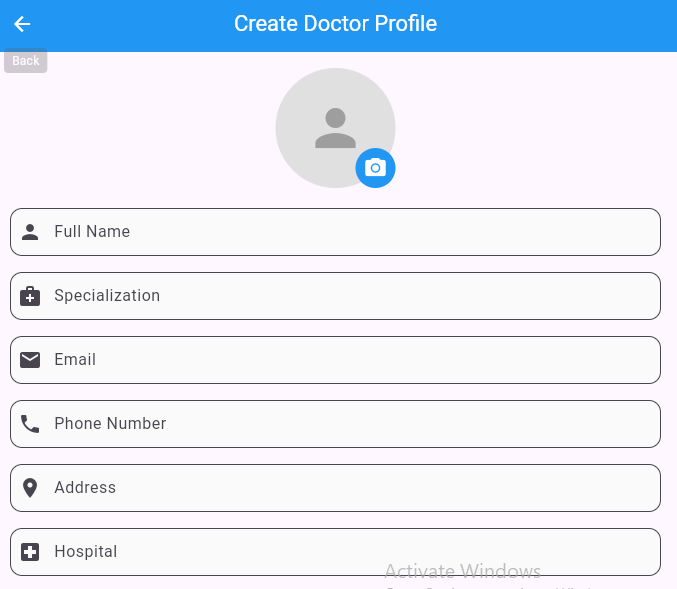 Create Doctor Profile
Back
Full Name
Specialization
Email
Phone Number
Address
Hospital
Activate Windows